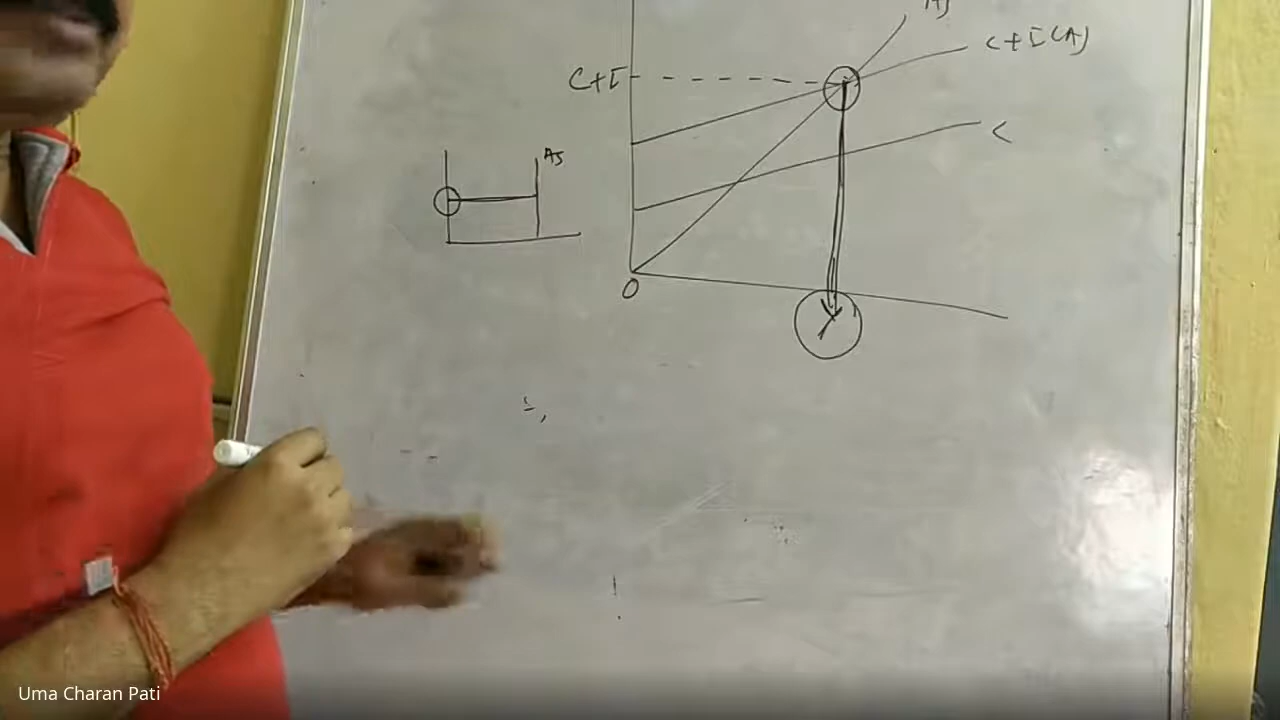 AS
C+I(A)
C+I
C
AS
O
Y
Uma Charan Pati